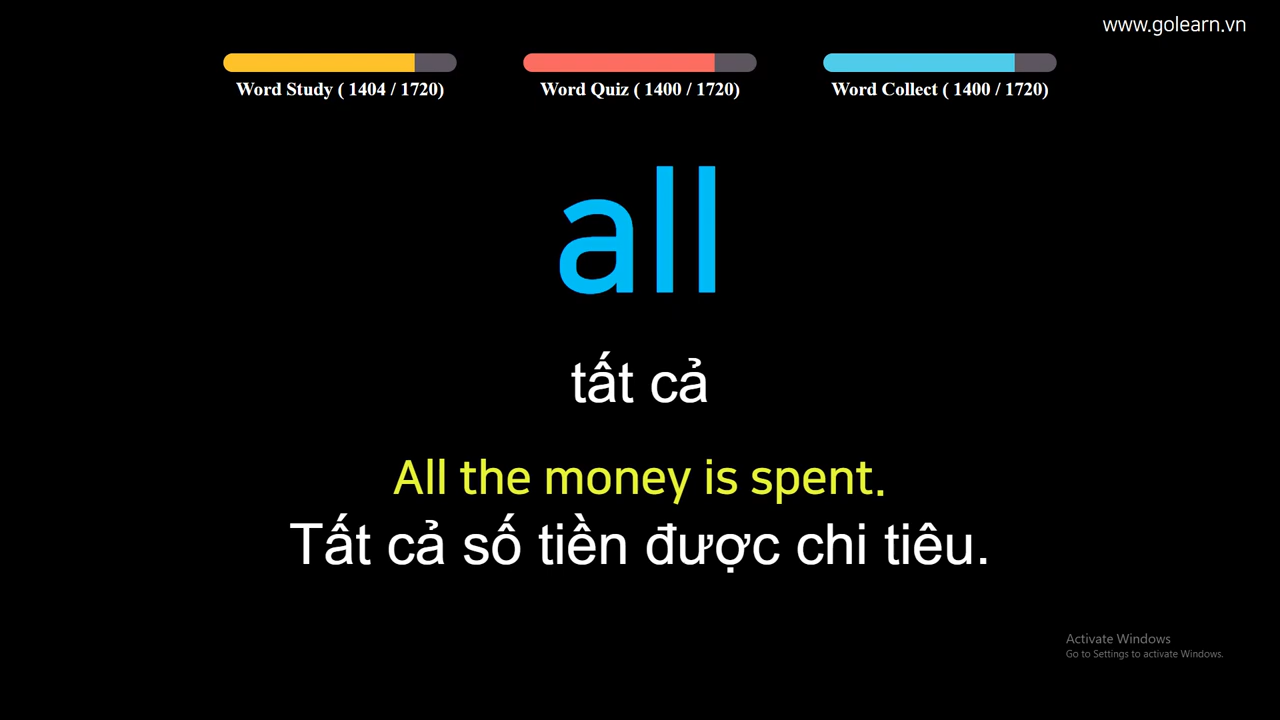 www.golearn.vn
Word Study ( 1404 / 1720)
Word Quiz ( 1400 / 1720)
Word Collect ( 1400 / 1720)
all
tất cả
All the money is spent.
Tất cả số tiền được chi tiêu.
Activate Windows
Go to Settings to activate Windows.